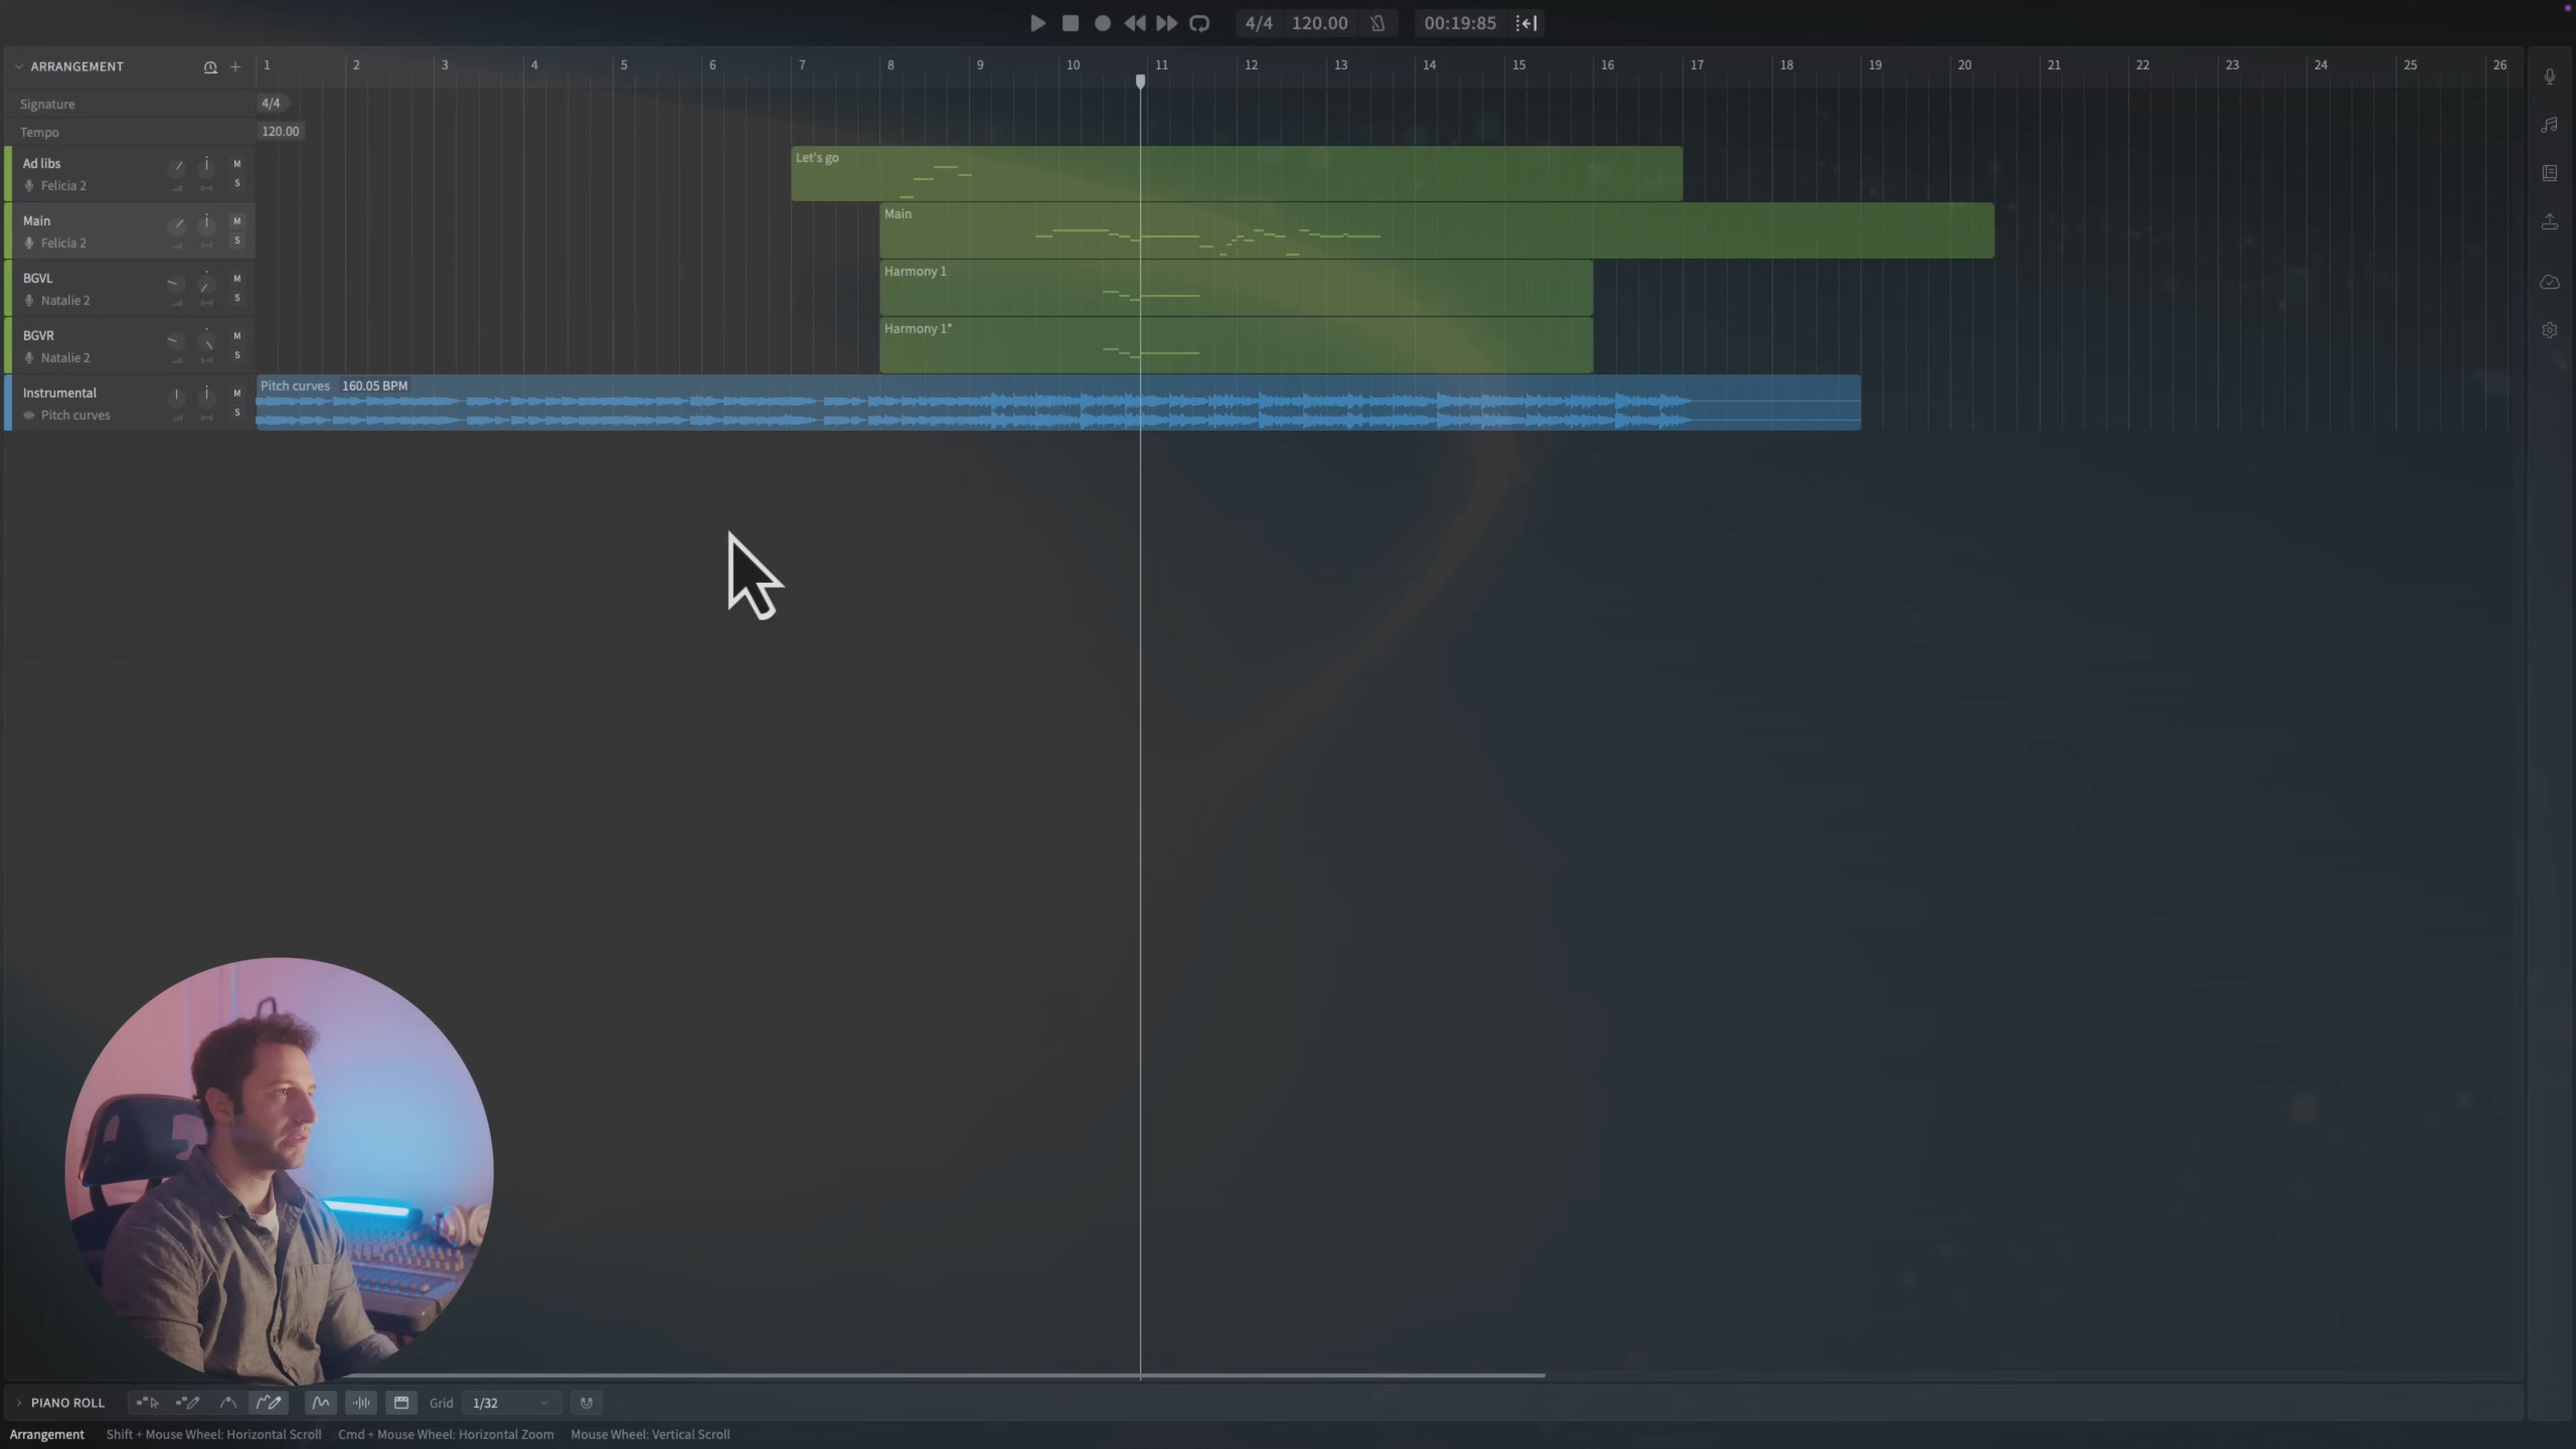 4/4 120.00 00:19:85
ARRANGEMENT 1 2 3 4 5 6 7 8 9 10 11 12 13 14 15 16 17 18 19 20 21 22 23 24 25 26
Signature 4/4
Tempo 120.00
Ad libs M Let's go
Felicia 2 S
Main M Main
Felicia 2 S
BGVL M Harmony 1
Natalie 2 S
BGVR M Harmony 1*
Natalie 2 S
Instrumental M Pitch curves 160.05 BPM
Pitch curves S
PIANO ROLL Grid 1/32
Arrangement Shift + Mouse Wheel: Horizontal Scroll Cmd + Mouse Wheel: Horizontal Zoom Mouse Wheel: Vertical Scroll